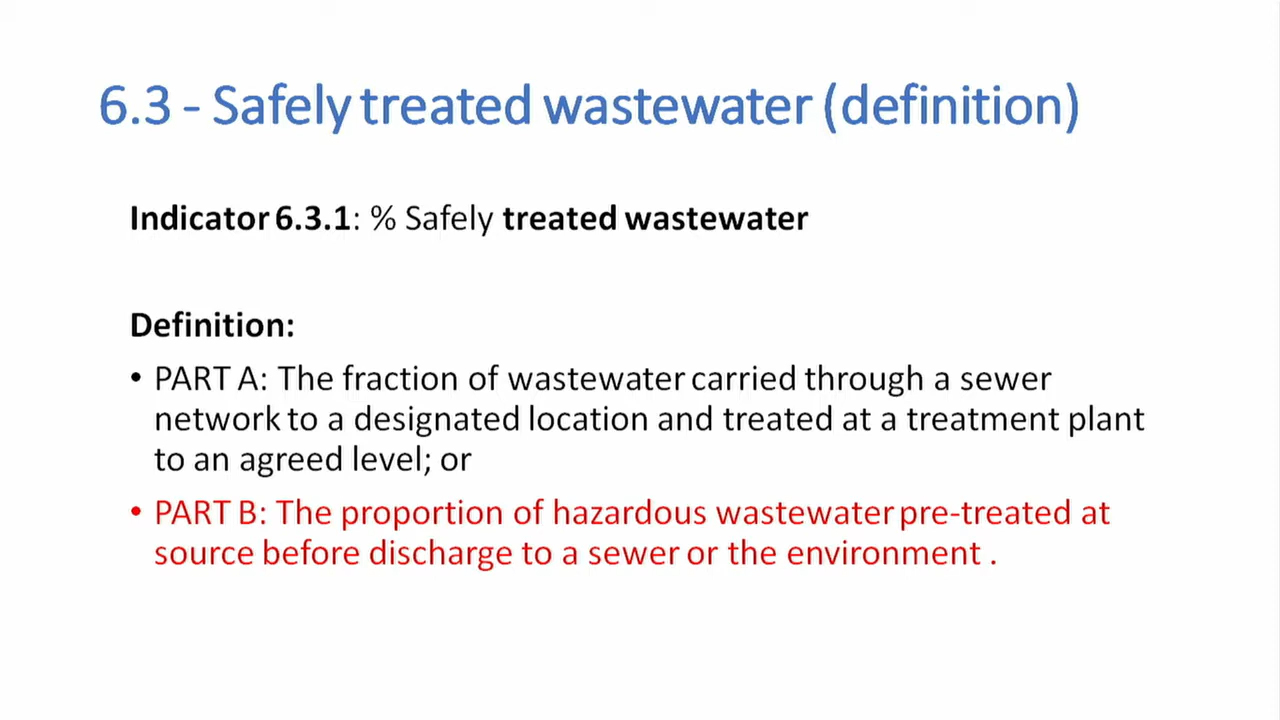 6.3 - Safely treated wastewater (definition)
Indicator 6.3.1: % Safely treated wastewater
Definition:
• PART A: The fraction of wastewater carried through a sewer
network to a designated location and treated at a treatment plant
to an agreed level; or
• PART B: The proportion of hazardous wastewater pre-treated at
source before discharge to a sewer or the environment .